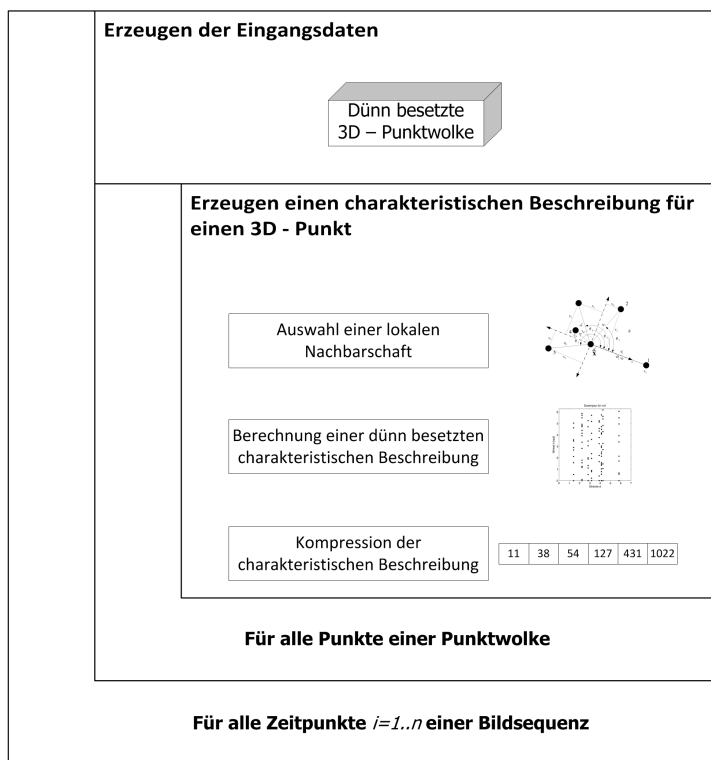 Erzeugen der Eingangsdaten
Dünn besetzte
3D – Punktwolke
Erzeugen einen charakteristischen Beschreibung für
einen 3D - Punkt
Auswahl einer lokalen
Nachbarschaft
Berechnung einer dünn besetzten
charakteristischen Beschreibung
Kompression der
charakteristischen Beschreibung
11 38 54 127 431 1022
Für alle Punkte einer Punktwolke
Für alle Zeitpunkte i=1..n einer Bildsequenz